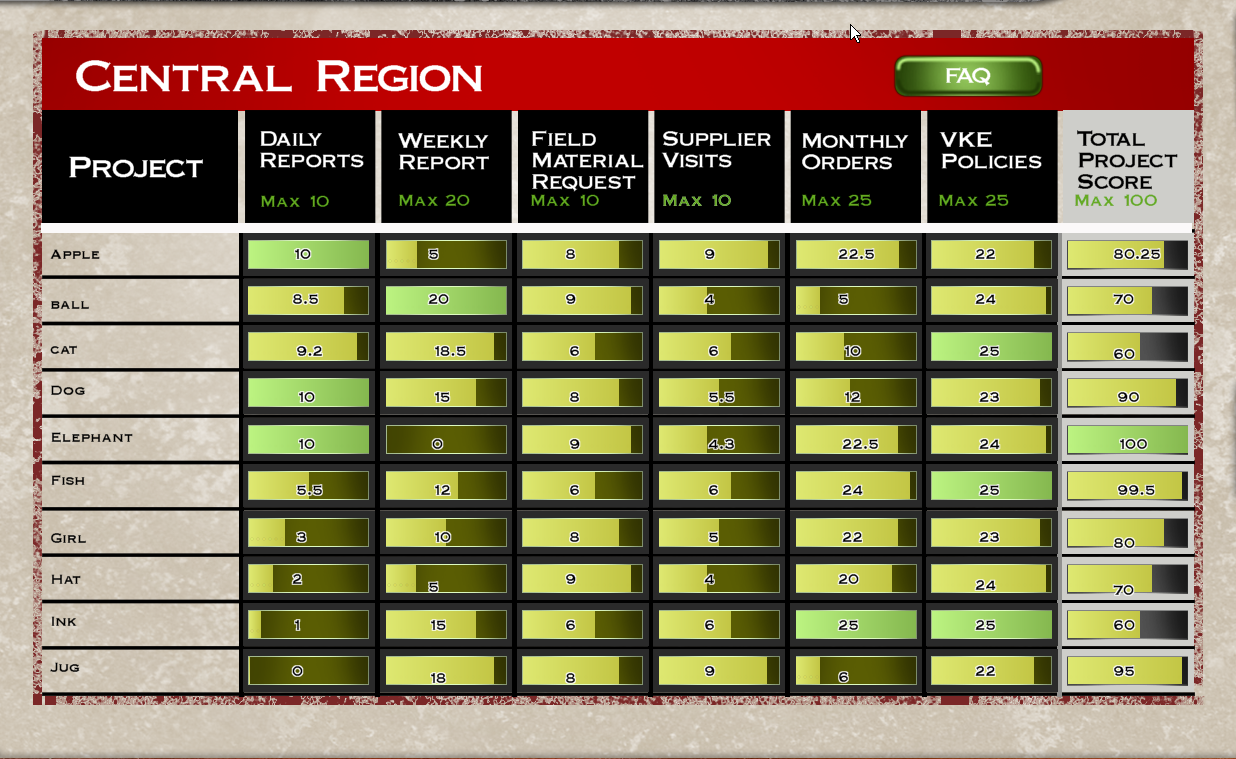 Central Region
FAQ
Project
Daily Reports
Max 10
Weekly Report
Max 20
Field Material Request
Max 10
Supplier Visits
Max 10
Monthly Orders
Max 25
VKE Policies
Max 25
Total Project Score
Max 100
Apple 10 5 8 9 22.5 22 80.25
Ball 8.5 20 9 4 5 24 70
Cat 9.2 18.5 6 6 10 25 60
Dog 10 15 8 5.5 12 23 90
Elephant 10 0 9 4.3 22.5 24 100
Fish 5.5 12 6 6 24 25 99.5
Girl 3 10 8 5 22 23 80
Hat 2 5 9 4 20 24 70
Ink 1 15 6 6 25 25 60
Jug 0 18 8 9 6 22 95